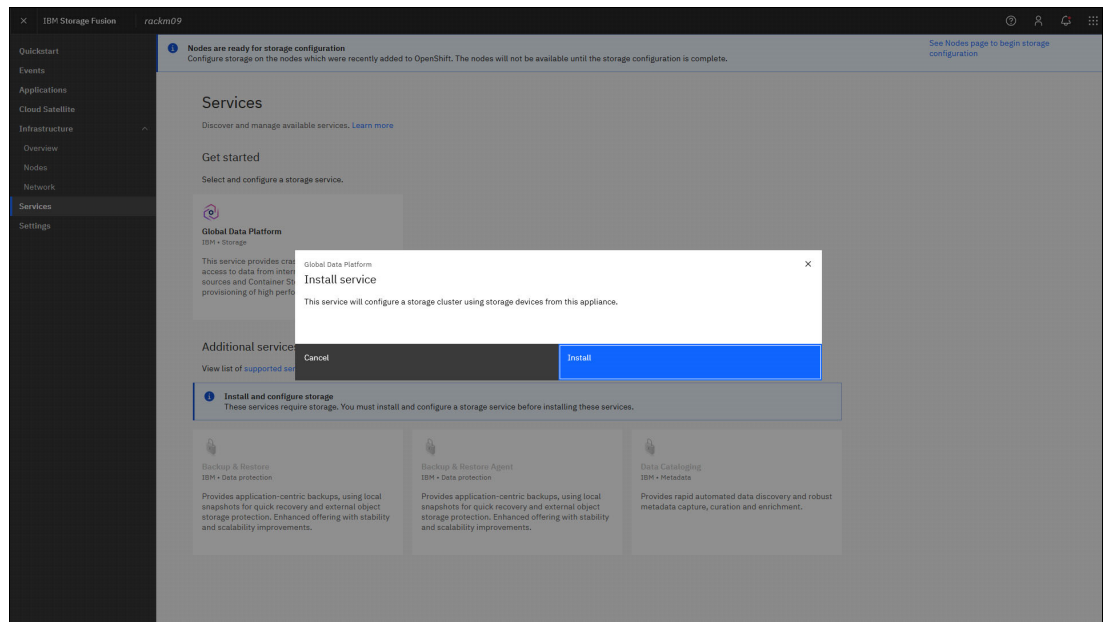 IBM Storage Fusion
rackm09
Quickstart
Events
Applications
Cloud Satellite
Infrastructure
Overview
Nodes
Network
Services
Settings
Nodes are ready for storage configuration
Configure storage on the nodes which were recently added to OpenShift. The nodes will not be available until the storage configuration is complete.
See Nodes page to begin storage
configuration
Services
Discover and manage available services. Learn more
Get started
Select and configure a storage service.
Global Data Platform
IBM • Storage
This service provides cra
access to data from inter
sources and Container St
provisioning of high perfo
Global Data Platform
Install service
This service will configure a storage cluster using storage devices from this appliance.
Cancel
Install
Additional service
View list of supported ser
Install and configure storage
These services require storage. You must install and configure a storage service before installing these services.
Backup & Restore
IBM • Data protection
Provides application-centric backups, using local
snapshots for quick recovery and external object
storage protection. Enhanced offering with stability
and scalability improvements.
Backup & Restore Agent
IBM • Data protection
Provides application-centric backups, using local
snapshots for quick recovery and external object
storage protection. Enhanced offering with stability
and scalability improvements.
Data Cataloging
IBM • Metadata
Provides rapid automated data discovery and robust
metadata capture, curation and enrichment.